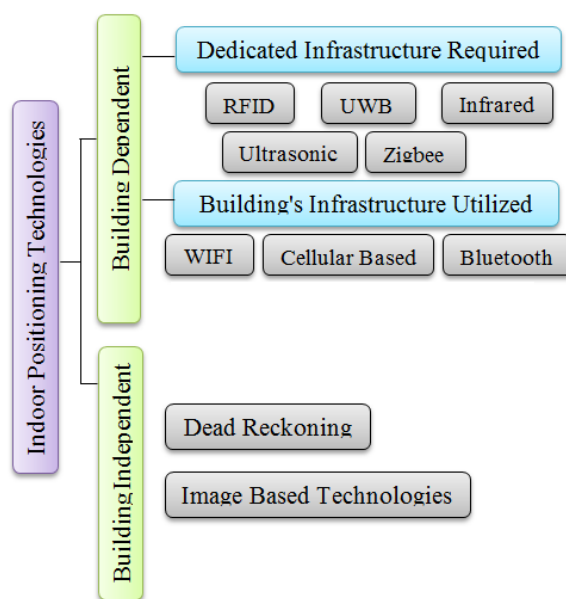 Indoor Positioning Technologies
Building Dependent
Dedicated Infrastructure Required
RFID
UWB
Infrared
Ultrasonic
Zigbee
Building's Infrastructure Utilized
WIFI
Cellular Based
Bluetooth
Building Independent
Dead Reckoning
Image Based Technologies